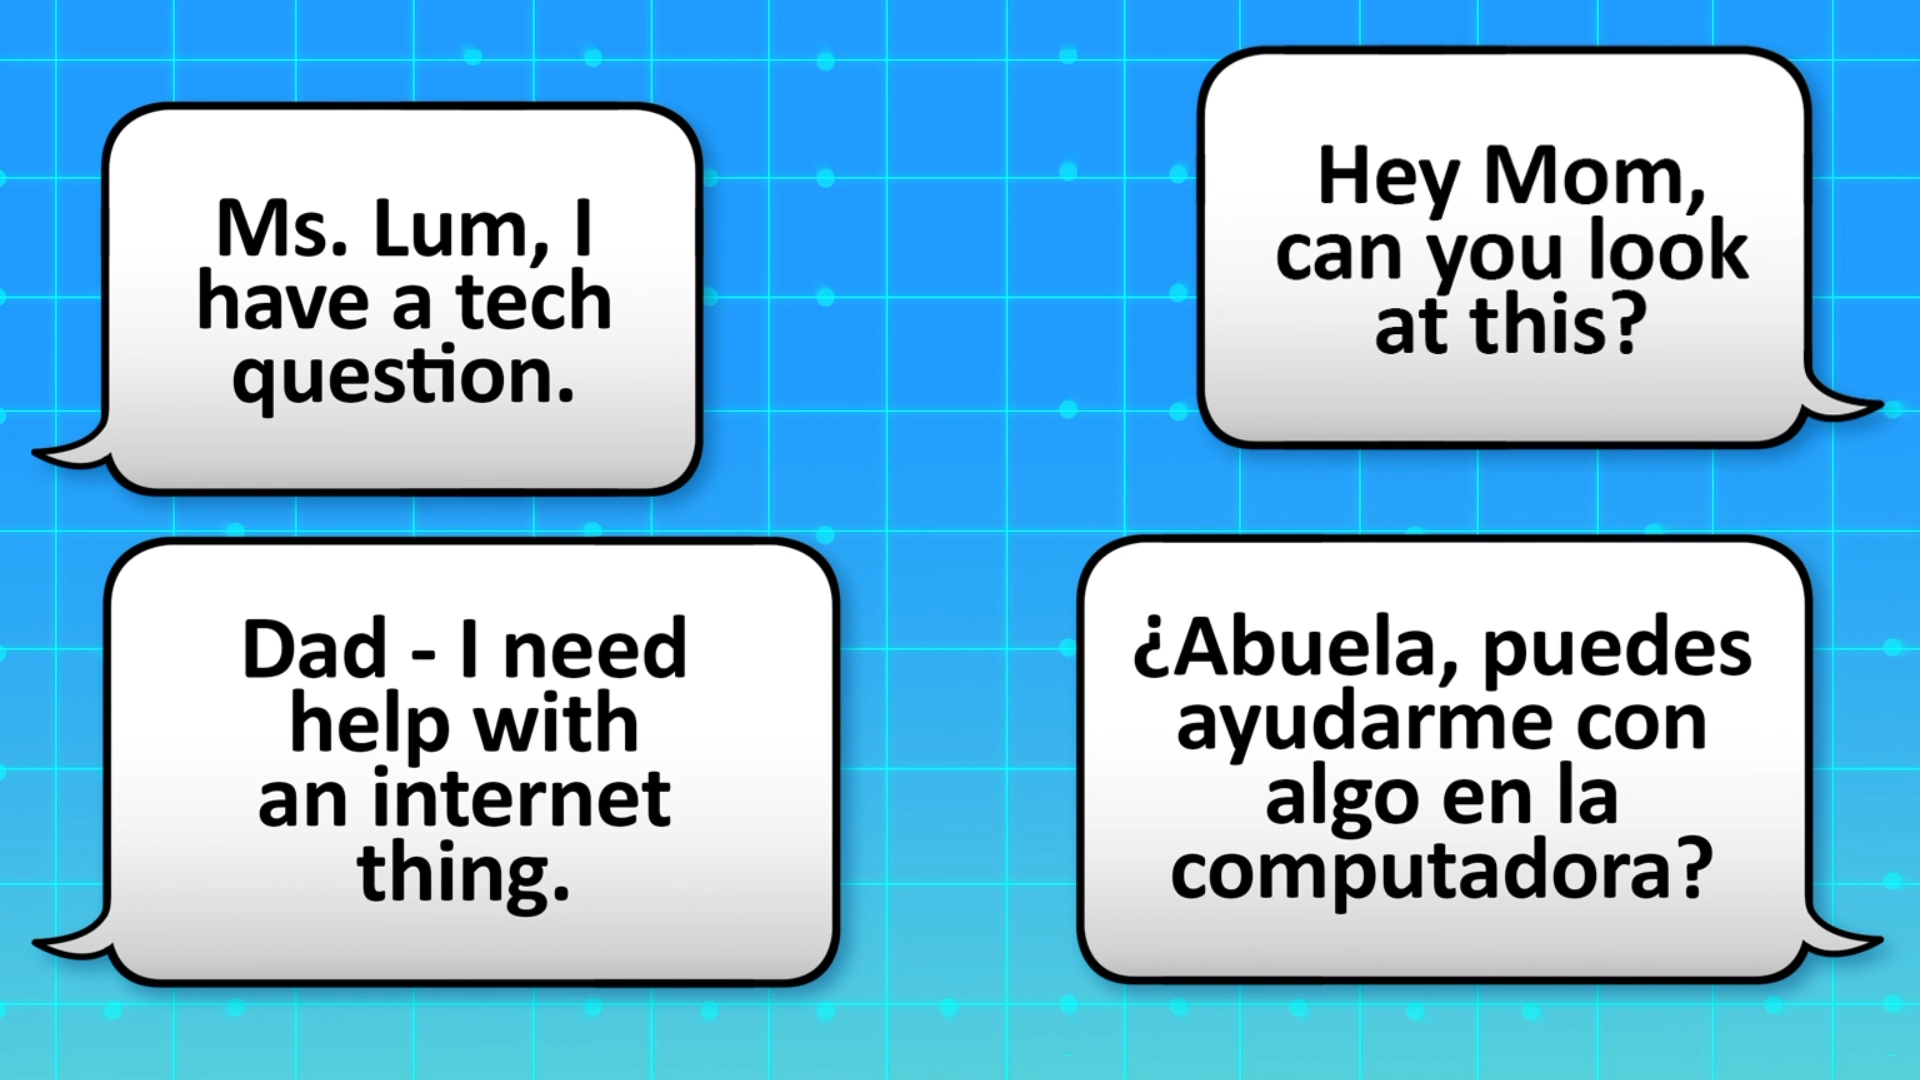 Ms. Lum, I
have a tech
question.
Hey Mom,
can you look
at this?
Dad - I need
help with
an internet
thing.
¿Abuela, puedes
ayudarme con
algo en la
computadora?